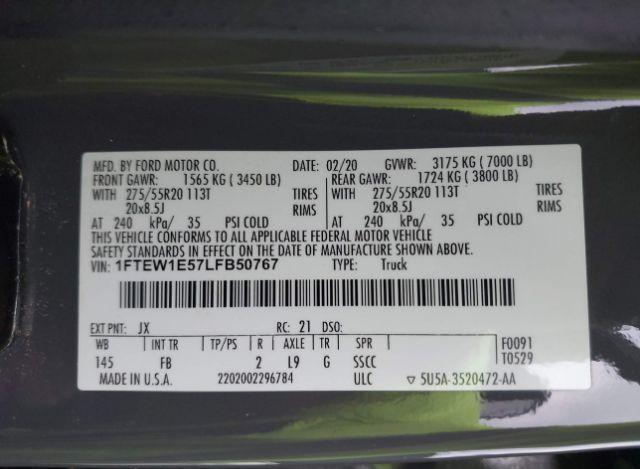 MFD. BY FORD MOTOR CO. 02/20 GVWR: 3175 KG ( 7000 LB)
FRONT GAWR: 1565 KG ( 3450 LB) REAR GAWR: 1724 KG ( 3800 LB)
WITH 275/55R20 113T TIRES WITH 275/55R20 113T TIRES
20x8.5J RIMS 20x8.5J RIMS
AT 240 kPa/ 35 PSI COLD AT 240 kPa/ 35 PSI COLD
THIS VEHICLE CONFORMS TO ALL APPLICABLE FEDERAL MOTOR VEHICLE
SAFETY STANDARDS IN EFFECT ON THE DATE OF MANUFACTURE SHOWN ABOVE.
VIN: 1FTEW1E57LFB50767 TYPE: Truck
EXT PNT: JX RC: 21 DSO:
WB INT TR TP/PS R AXLE TR SPR F0091
145 FB 2 L9 G SSCC T0529
MADE IN U.S.A. 2202002296784 ULC ▽ 5U5A-3520472-AA